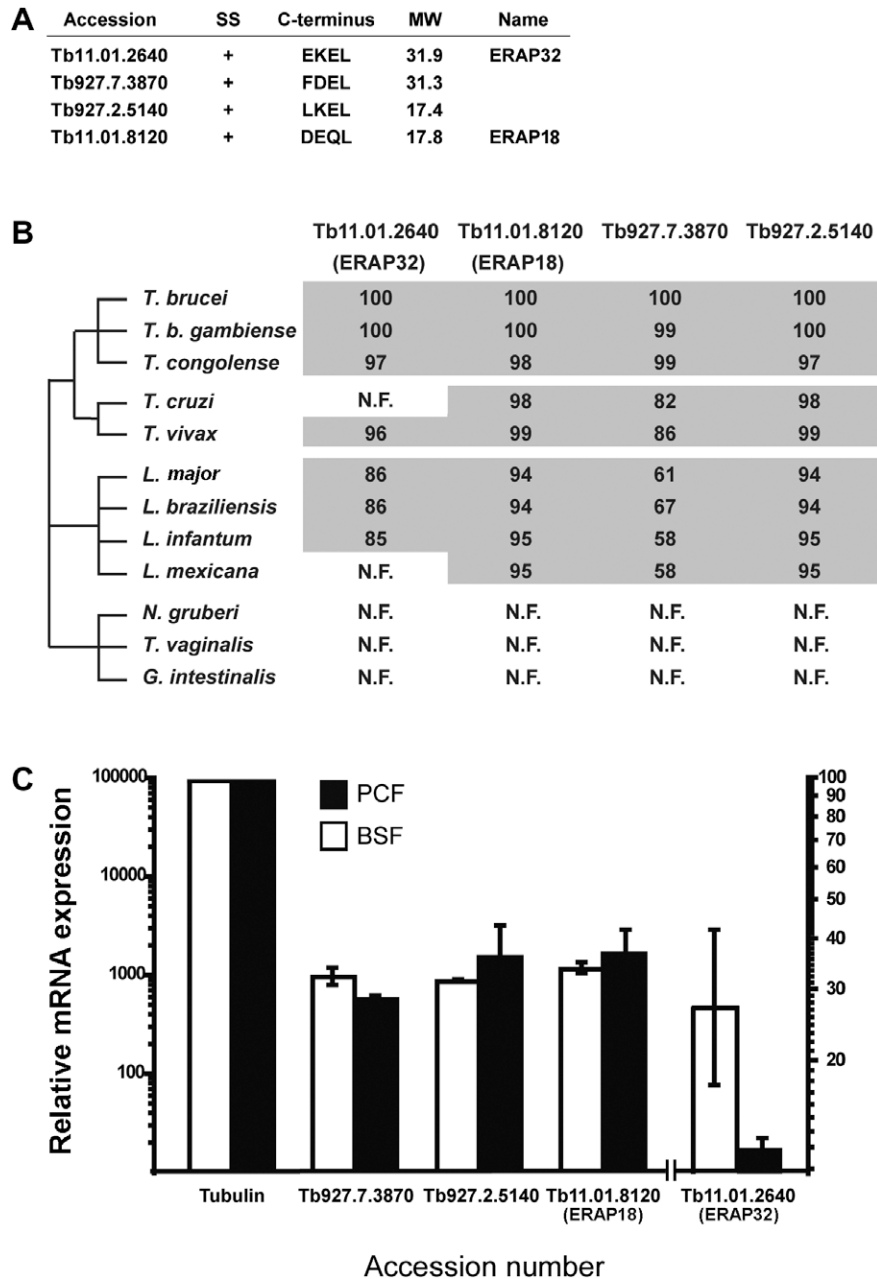 A
Accession SS C-terminus MW Name
Tb11.01.2640 + EKEL 31.9 ERAP32
Tb927.7.3870 + FDEL 31.3
Tb927.2.5140 + LKEL 17.4
Tb11.01.8120 + DEQL 17.8 ERAP18
B
Tb11.01.2640 Tb11.01.8120 Tb927.7.3870 Tb927.2.5140
(ERAP32) (ERAP18)
T. brucei 100 100 100 100
T. b. gambiense 100 100 99 100
T. congolense 97 98 99 97
T. cruzi N.F. 98 82 98
T. vivax 96 99 86 99
L. major 86 94 61 94
L. braziliensis 86 94 67 94
L. infantum 85 95 58 95
L. mexicana N.F. 95 58 95
N. gruberi N.F. N.F. N.F. N.F.
T. vaginalis N.F. N.F. N.F. N.F.
G. intestinalis N.F. N.F. N.F. N.F.
C
Relative mRNA expression
100000
10000
1000
100
PCF
BSF
100
90
80
70
60
50
40
30
20
Tubulin Tb927.7.3870 Tb927.2.5140 Tb11.01.8120 Tb11.01.2640
(ERAP18) (ERAP32)
Accession number